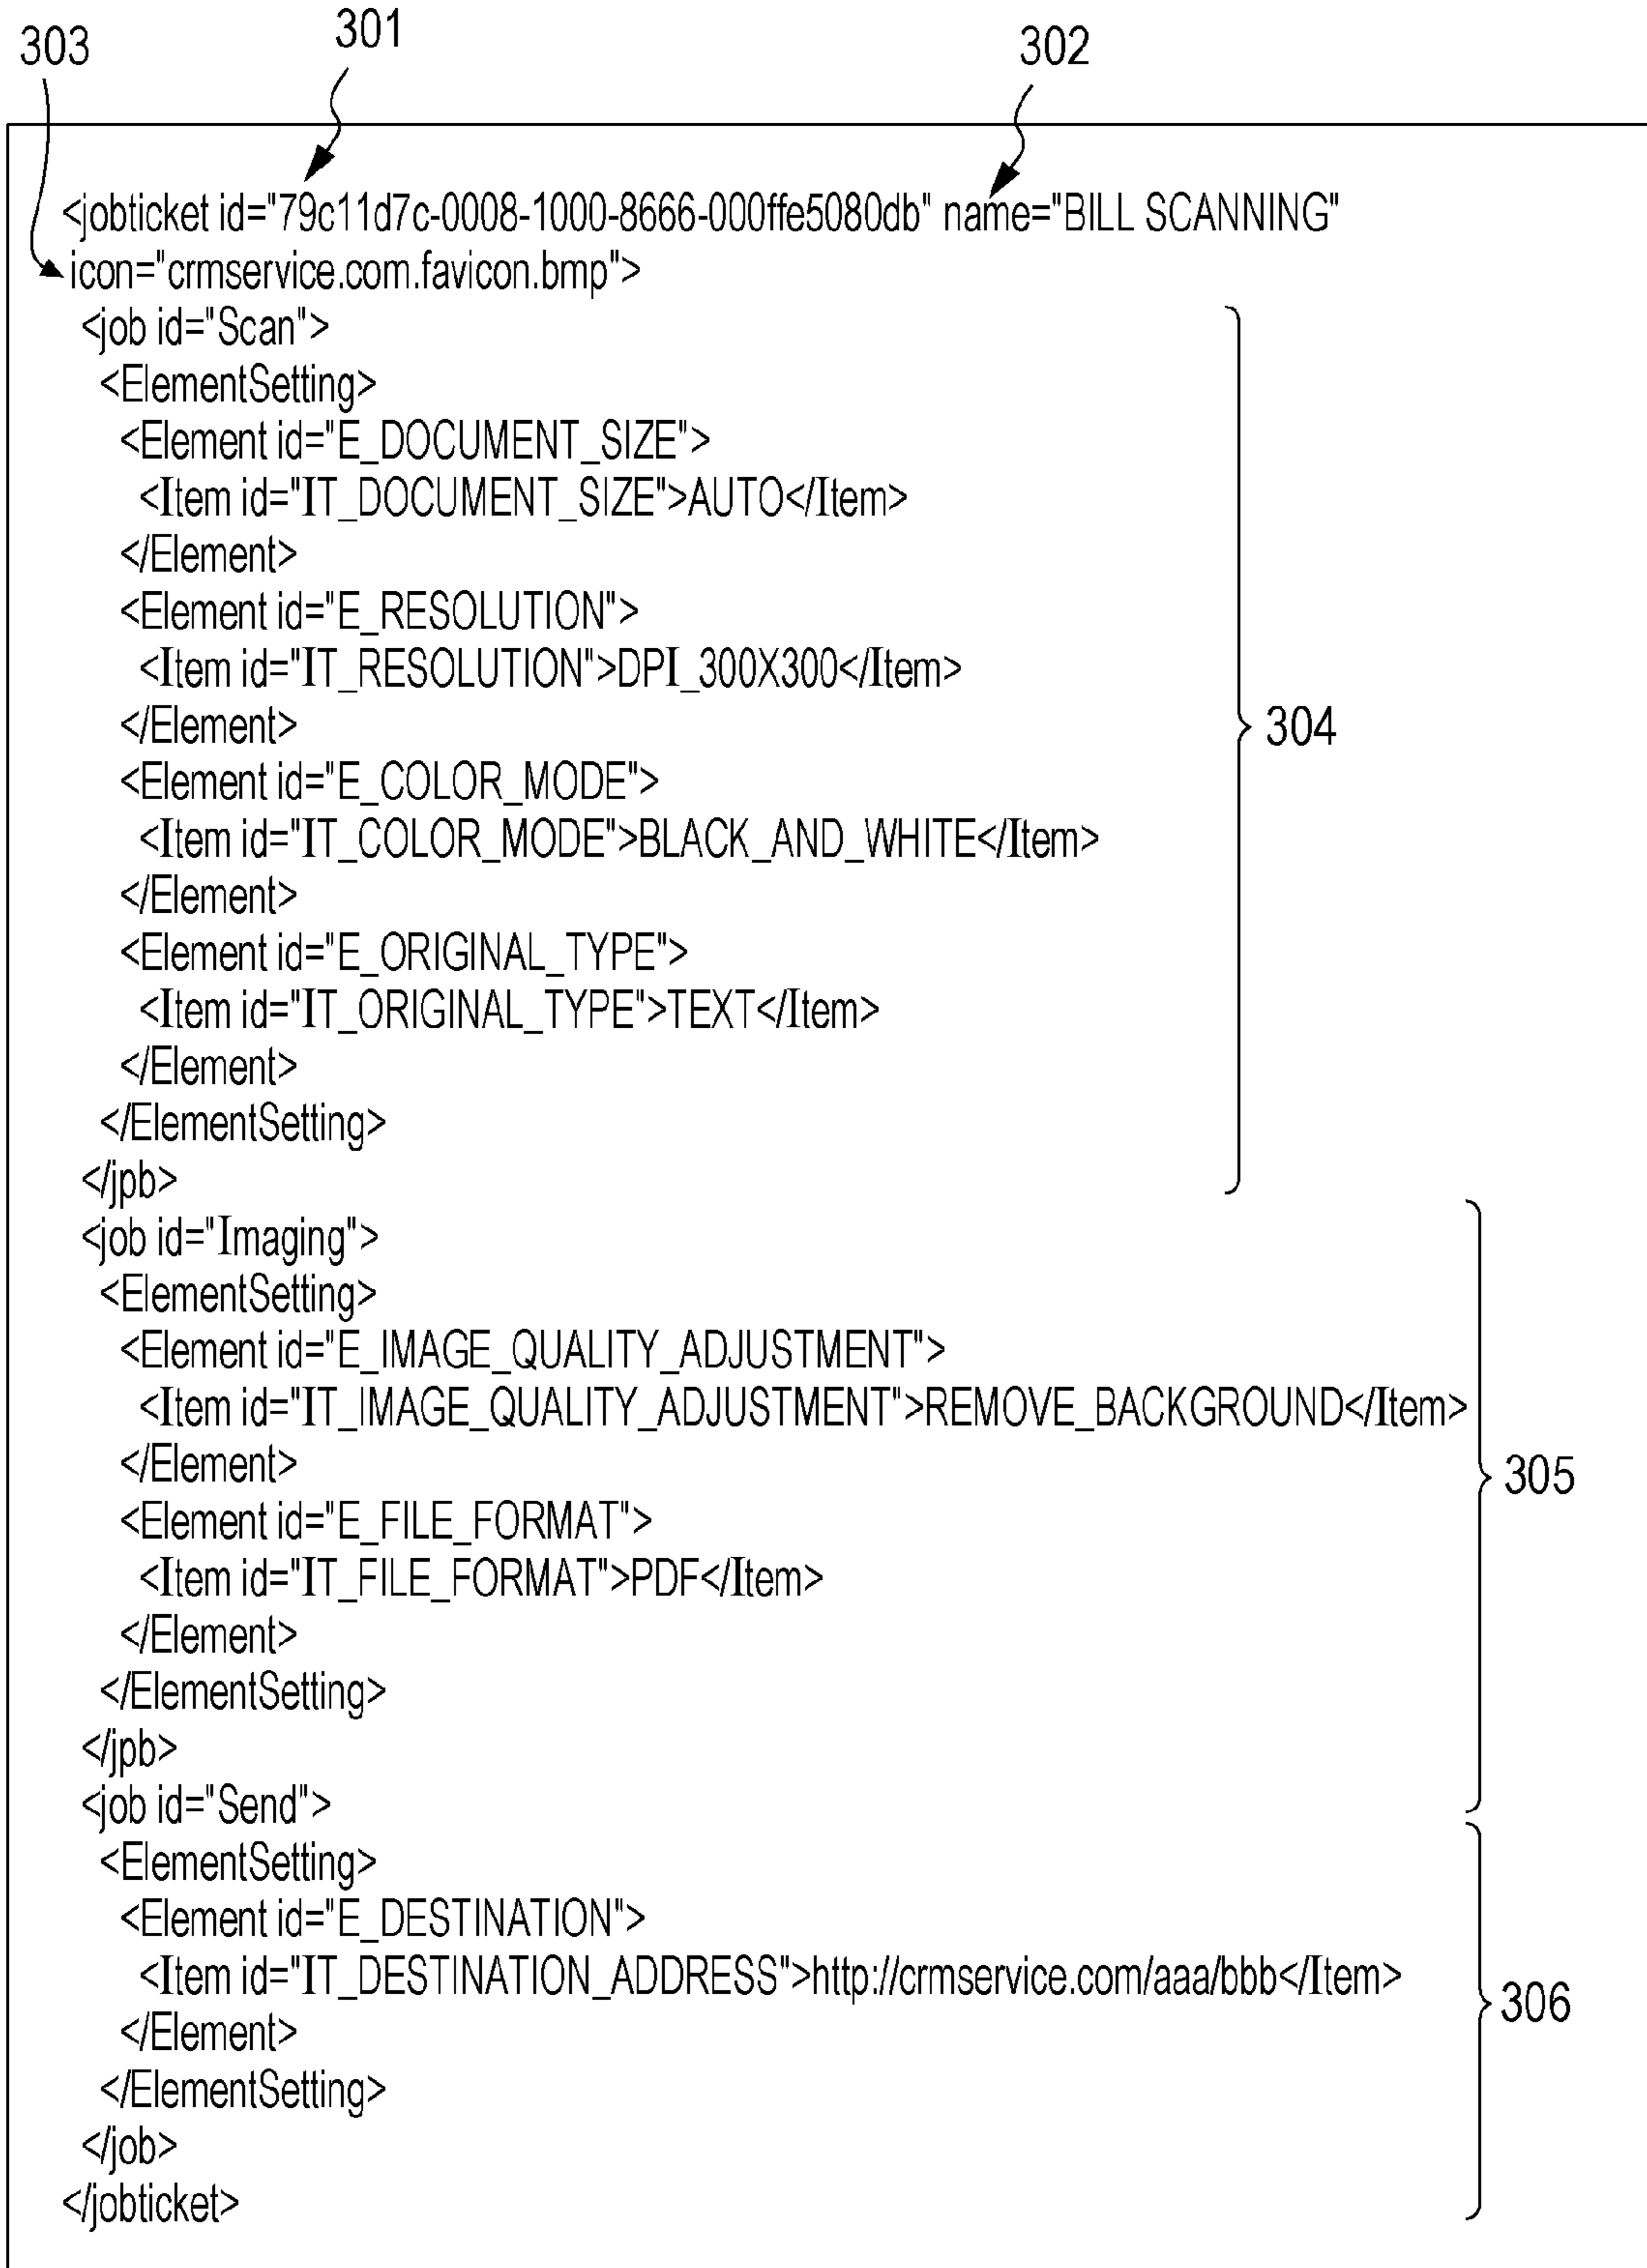 303
301
302
<jobticket id="79c11d7c-0008-1000-8666-000ffe5080db" name="BILL SCANNING"
icon="crmservice.com.favicon.bmp">
<job id="Scan">
<ElementSetting>
<Element id="E_DOCUMENT_SIZE">
<Item id="IT_DOCUMENT_SIZE">AUTO</Item>
</Element>
<Element id="E_RESOLUTION">
<Item id="IT_RESOLUTION">DPI_300X300</Item>
</Element>
<Element id="E_COLOR_MODE">
<Item id="IT_COLOR_MODE">BLACK_AND_WHITE</Item>
</Element>
<Element id="E_ORIGINAL_TYPE">
<Item id="IT_ORIGINAL_TYPE">TEXT</Item>
</Element>
</ElementSetting>
</jpb>
304
<job id="Imaging">
<ElementSetting>
<Element id="E_IMAGE_QUALITY_ADJUSTMENT">
<Item id="IT_IMAGE_QUALITY_ADJUSTMENT">REMOVE_BACKGROUND</Item>
</Element>
<Element id="E_FILE_FORMAT">
<Item id="IT_FILE_FORMAT">PDF</Item>
</Element>
</ElementSetting>
</jpb>
305
<job id="Send">
<ElementSetting>
<Element id="E_DESTINATION">
<Item id="IT_DESTINATION_ADDRESS">http://crmservice.com/aaa/bbb</Item>
</Element>
</ElementSetting>
</job>
</jobticket>
306